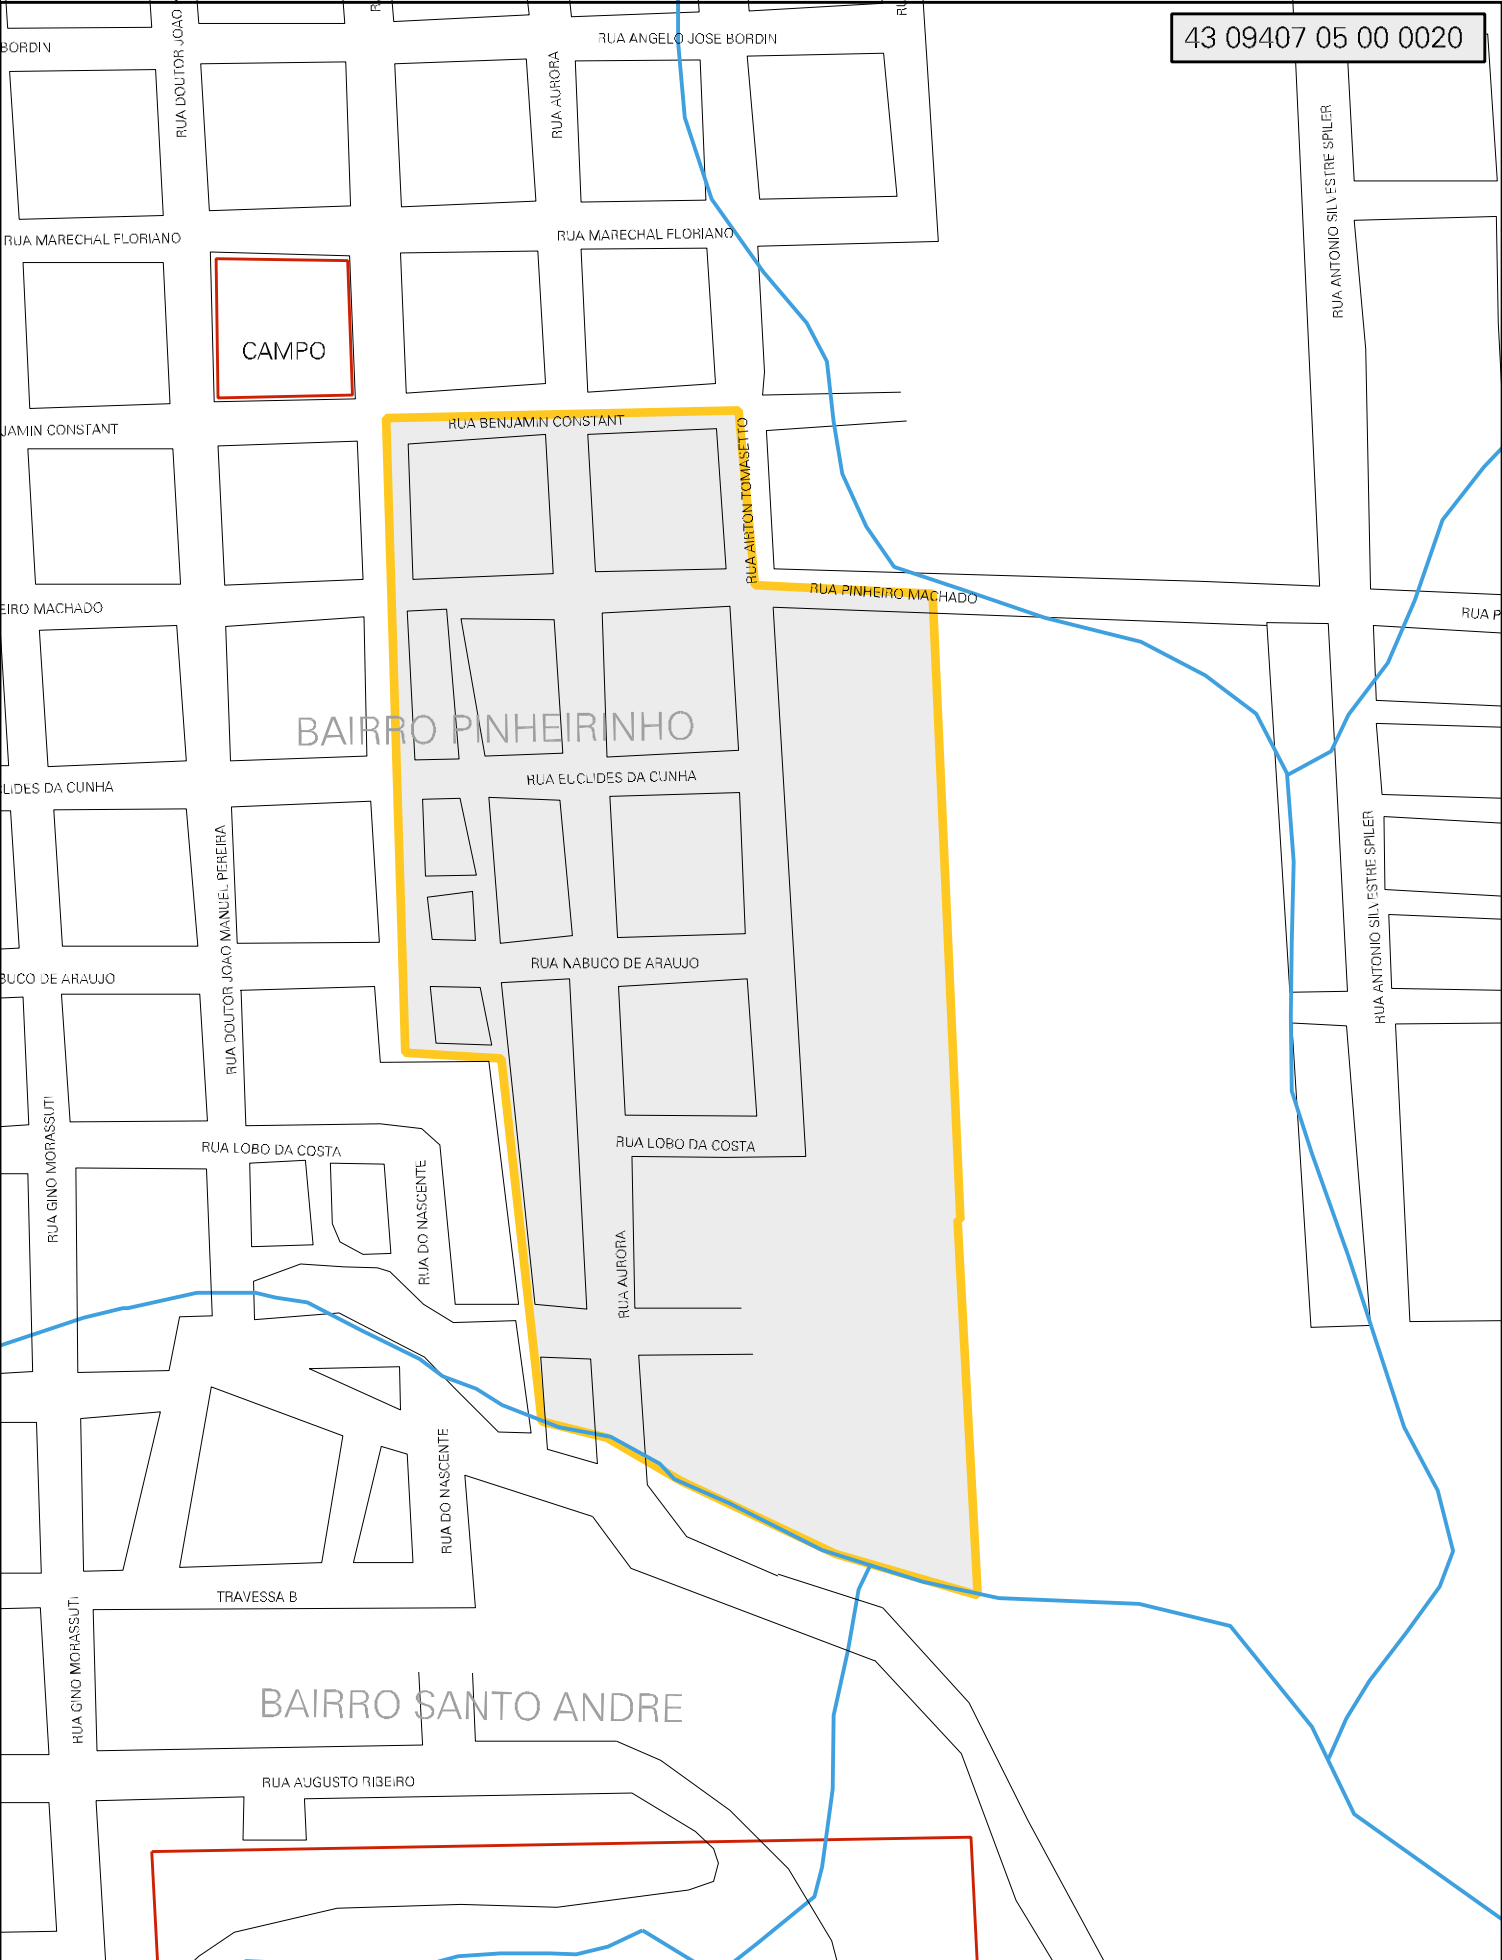 43 09407 05 00 0020
RUA ANGELO JOSE BORDIN
BORDIN
RUA DOUTOR JOAO
RUA AURORA
RUA ANTONIO SILVESTRE SPILER
RUA MARECHAL FLORIANO
RUA MARECHAL FLORIANO
CAMPO
RUA BENJAMIN CONSTANT
JAMIN CONSTANT
RUA AIRTON TOMASETTO
RUA PINHEIRO MACHADO
EIRO MACHADO
RUA P
BAIRRO PINHEIRINHO
RUA EUCLIDES DA CUNHA
LIDES DA CUNHA
RUA DOUTOR JOAO MANUEL PEREIRA
RUA ANTONIO SILVESTRE SPILER
RUA NABUCO DE ARAUJO
BUCO DE ARAUJO
RUA GINO MORASSUTI
RUA LOBO DA COSTA
RUA LOBO DA COSTA
RUA DO NASCENTE
RUA AURORA
RUA DO NASCENTE
TRAVESSA B
RUA GINO MORASSUTI
BAIRRO SANTO ANDRE
RUA AUGUSTO RIBEIRO